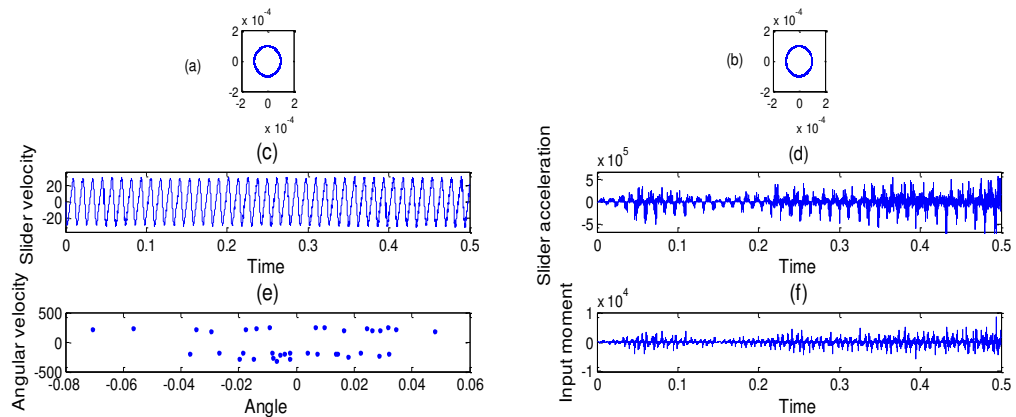 x 10^-4
2
0
-2
-2 0 2
x 10^-4
(a)
x 10^-4
2
0
-2
-2 0 2
x 10^-4
(b)
(c)
Slider velocity
20
0
-20
0 0.1 0.2 0.3 0.4 0.5
Time
(d)
Slider acceleration
x 10^5
5
0
-5
0 0.1 0.2 0.3 0.4 0.5
Time
(e)
Angular velocity
500
0
-500
-0.08 -0.06 -0.04 -0.02 0.00 0.02 0.04 0.06
Angle
(f)
Input moment
x 10^4
1
0
-1
0 0.1 0.2 0.3 0.4 0.5
Time